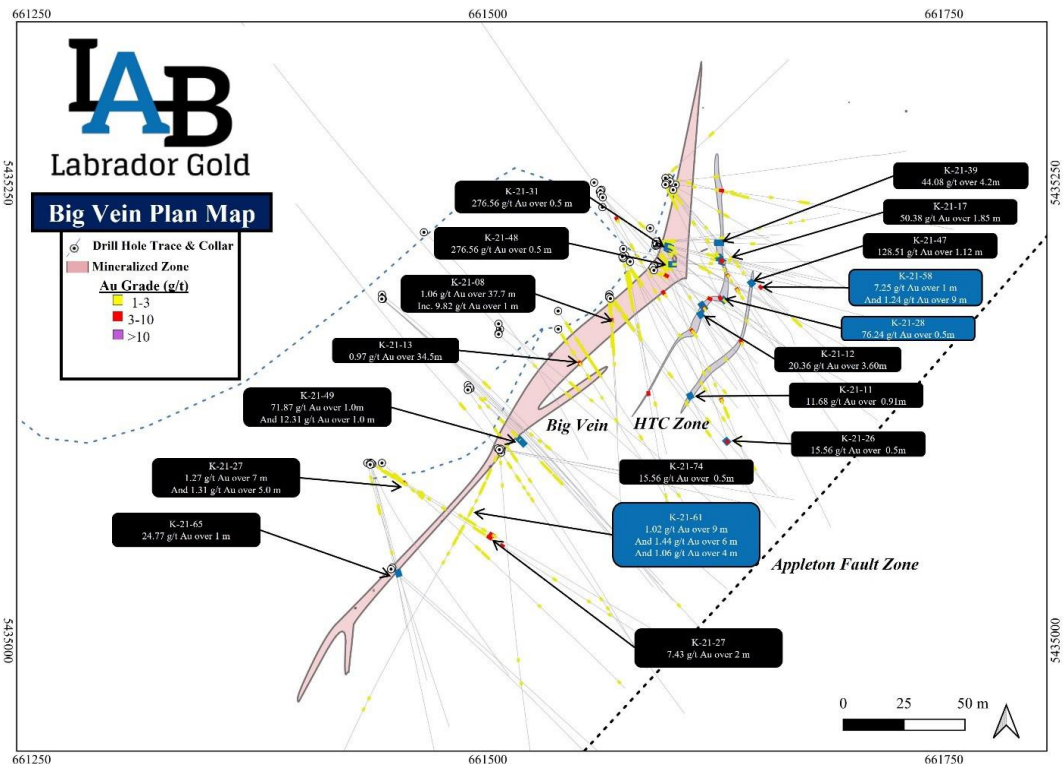 661250
661500
661750
LAB
Labrador Gold
Big Vein Plan Map
Drill Hole Trace & Collar
Mineralized Zone
Au Grade (g/t)
1-3
3-10
>10
5435250
5435250
K-21-39
44.08 g/t Au over 4.2m
K-21-31
276.56 g/t Au over 0.5 m
K-21-17
50.38 g/t Au over 1.85 m
K-21-48
276.56 g/t Au over 0.5 m
K-21-47
128.51 g/t Au over 1.12 m
K-21-08
1.06 g/t Au over 37.7 m
Inc. 9.82 g/t Au over 1 m
K-21-58
7.25 g/t Au over 1 m
And 1.24 g/t Au over 9 m
K-21-28
76.24 g/t Au over 0.5m
K-21-13
0.97 g/t Au over 34.5m
K-21-12
20.36 g/t Au over 3.60m
K-21-49
71.87 g/t Au over 1.0m
And 12.31 g/t Au over 1.0 m
K-21-11
11.68 g/t Au over 0.91m
Big Vein
HTC Zone
K-21-26
15.56 g/t Au over 0.5m
K-21-27
1.27 g/t Au over 7 m
And 1.31 g/t Au over 5.0 m
K-21-74
15.56 g/t Au over 0.5m
K-21-65
24.77 g/t Au over 1 m
K-21-61
1.02 g/t Au over 9 m
And 1.44 g/t Au over 6 m
And 1.06 g/t Au over 4 m
Appleton Fault Zone
K-21-27
7.43 g/t Au over 2 m
5435000
5435000
0 25 50 m
661250
661500
661750